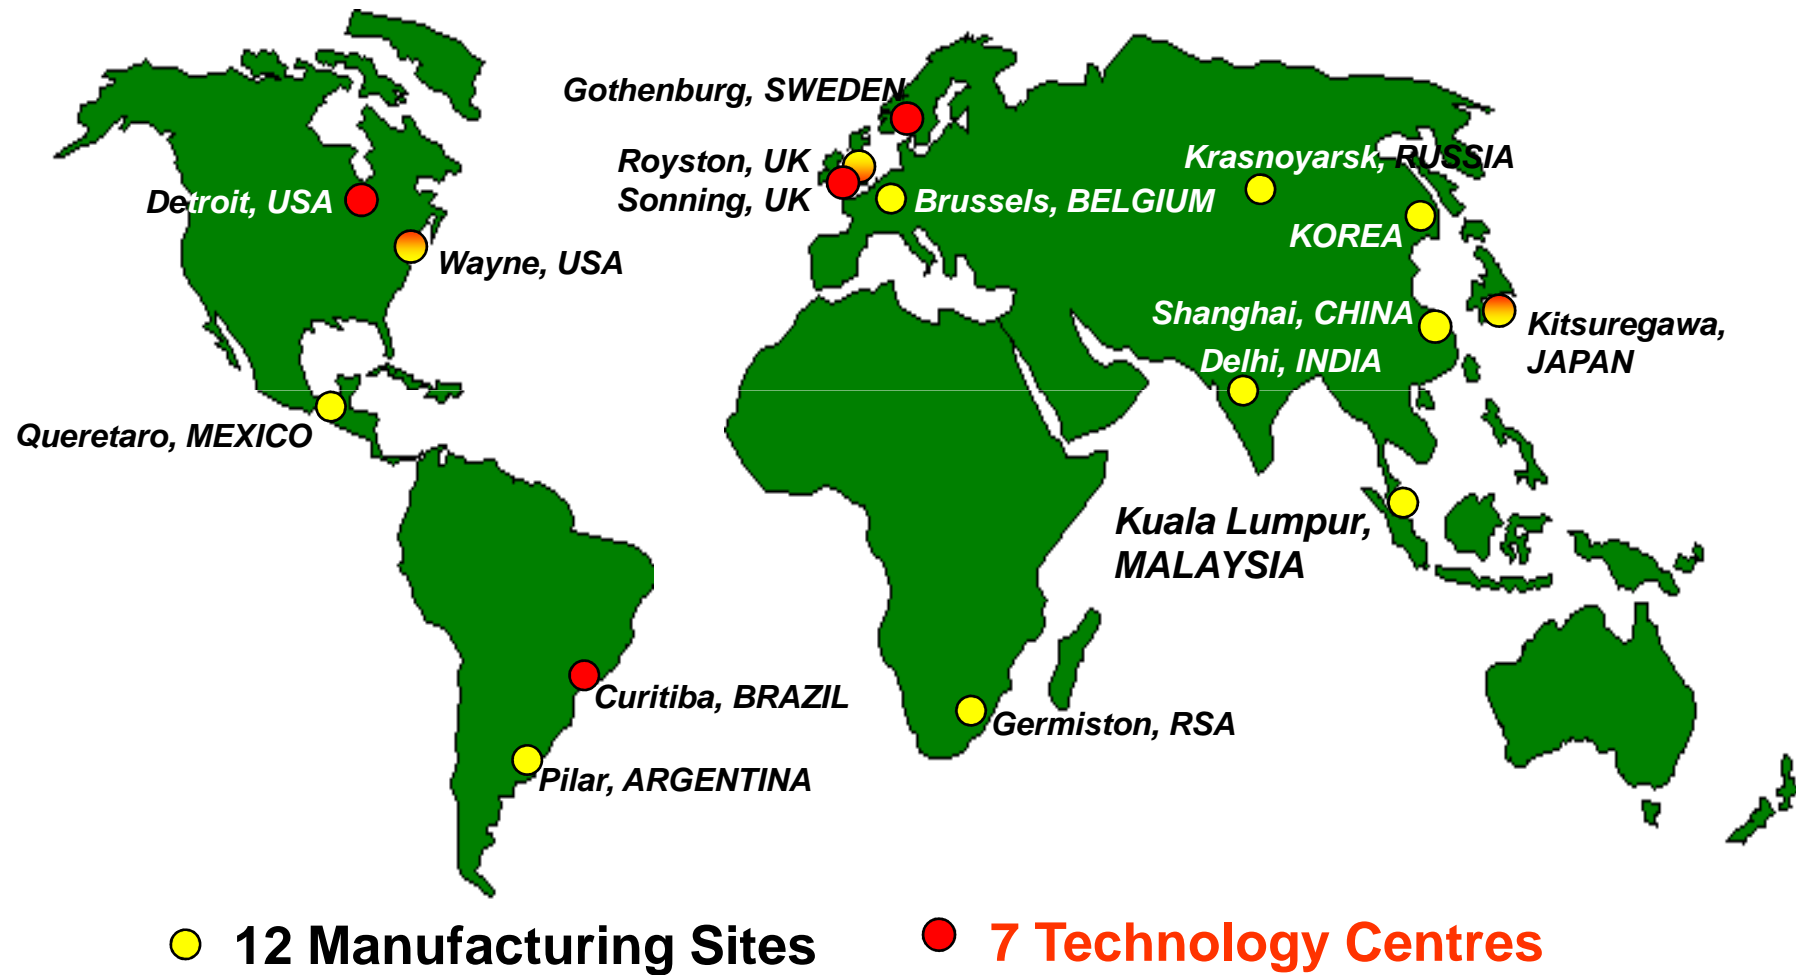 Gothenburg, SWEDEN
Royston, UK
Krasnoyarsk, RUSSIA
Detroit, USA
Sonning, UK
Brussels, BELGIUM
KOREA
Wayne, USA
Shanghai, CHINA
Kitsuregawa,
JAPAN
Delhi, INDIA
Queretaro, MEXICO
Kuala Lumpur,
MALAYSIA
Curitiba, BRAZIL
Germiston, RSA
Pilar, ARGENTINA
12 Manufacturing Sites
7 Technology Centres